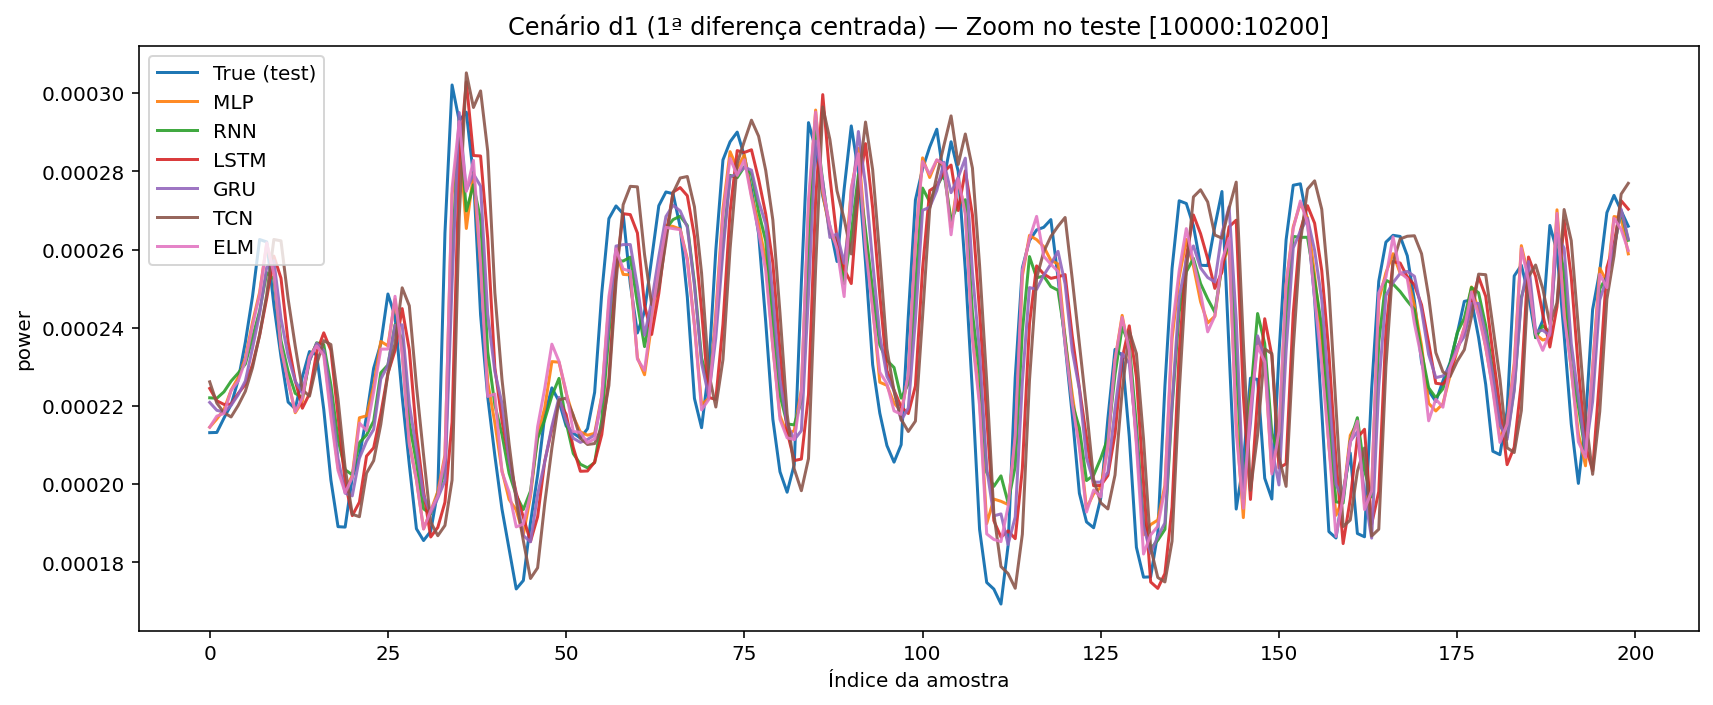 Cenário d1 (1ª diferença centrada) — Zoom no teste [10000:10200]
True (test)
MLP
RNN
LSTM
GRU
TCN
ELM
0.00030
0.00028
0.00026
0.00024
0.00022
0.00020
0.00018
power
0 25 50 75 100 125 150 175 200
Índice da amostra